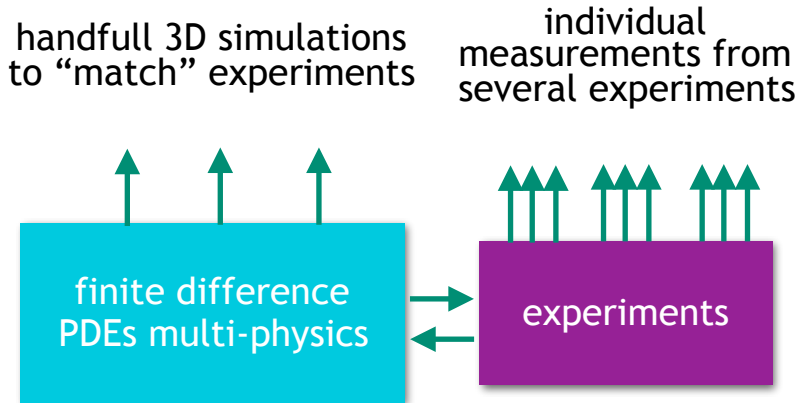 handfull 3D simulations
to “match” experiments
individual
measurements from
several experiments
finite difference
PDEs multi-physics
experiments